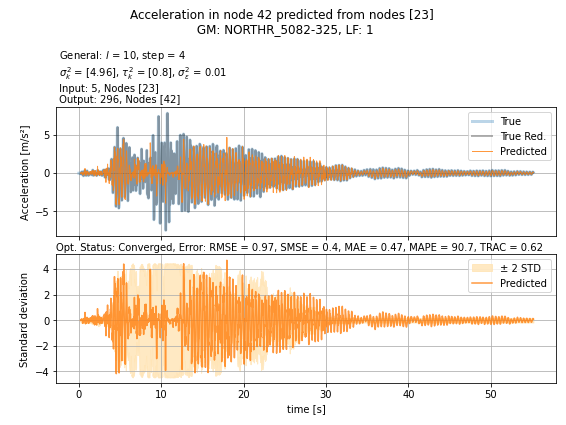 Acceleration in node 42 predicted from nodes [23]
GM: NORTHR_5082-325, LF: 1
General: l = 10, step = 4
σ²ₖ = [4.96], τ²ₖ = [0.8], σ²ε = 0.01
Input: 5, Nodes [23]
Output: 296, Nodes [42]
Acceleration [m/s²]
5
0
−5
True
True Red.
Predicted
Opt. Status: Converged, Error: RMSE = 0.97, SMSE = 0.4, MAE = 0.47, MAPE = 90.7, TRAC = 0.62
Standard deviation
4
2
0
−2
−4
± 2 STD
Predicted
0 10 20 30 40 50
time [s]